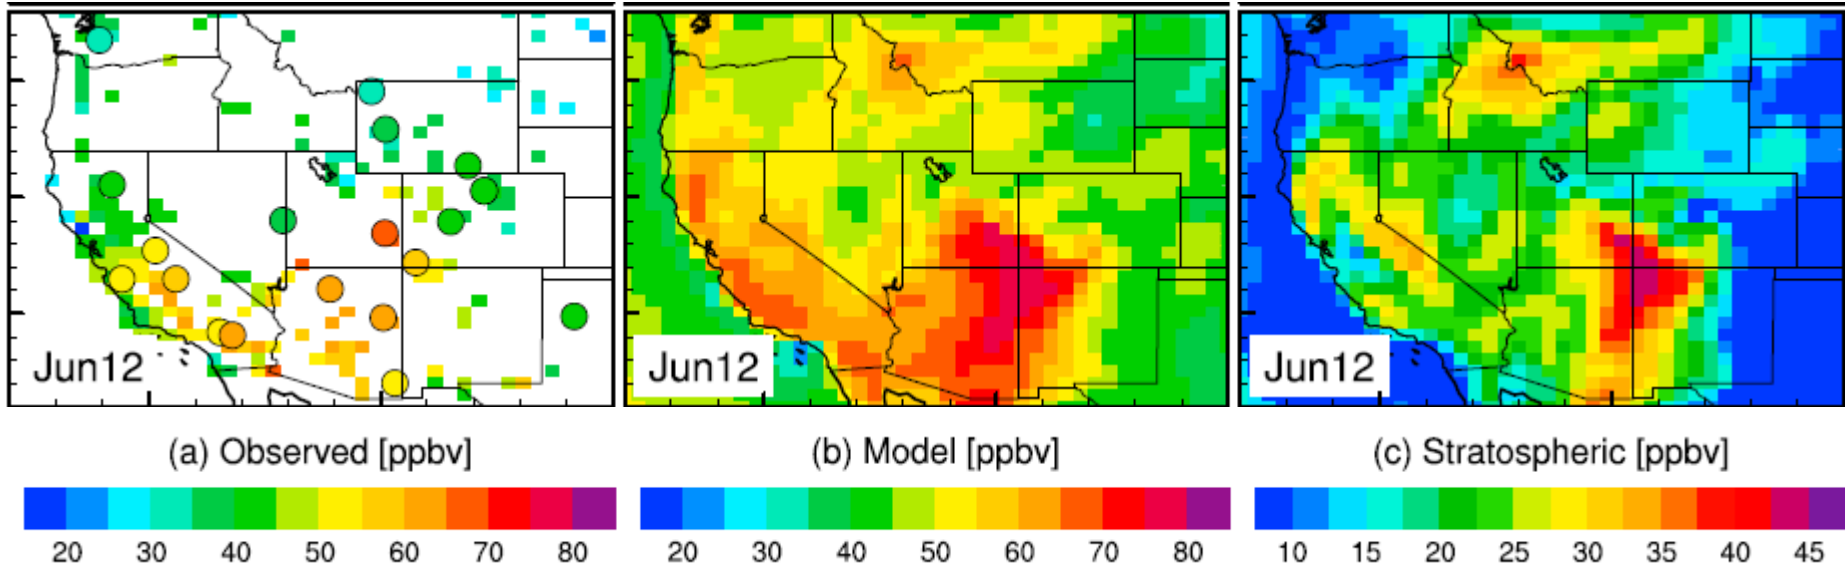 Jun12 Jun12 Jun12
(a) Observed [ppbv] (b) Model [ppbv] (c) Stratospheric [ppbv]
20 30 40 50 60 70 80 20 30 40 50 60 70 80 10 15 20 25 30 35 40 45